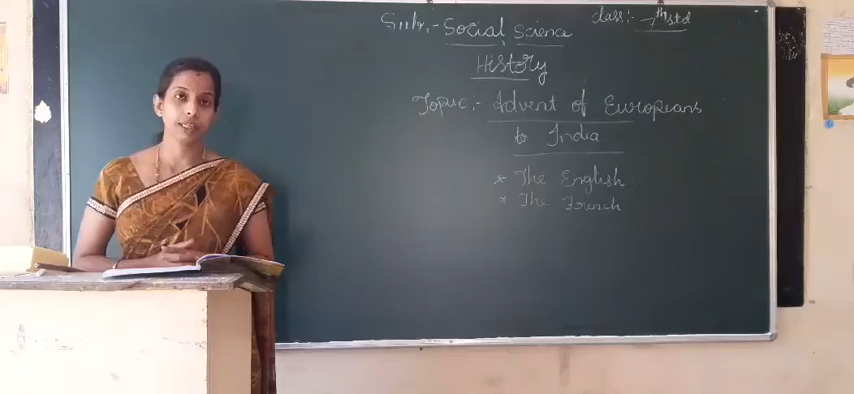 Sub:- Social Science
Class:- 7th std
History
Topic:- Advent of Europeans
to India
* The English
* The French